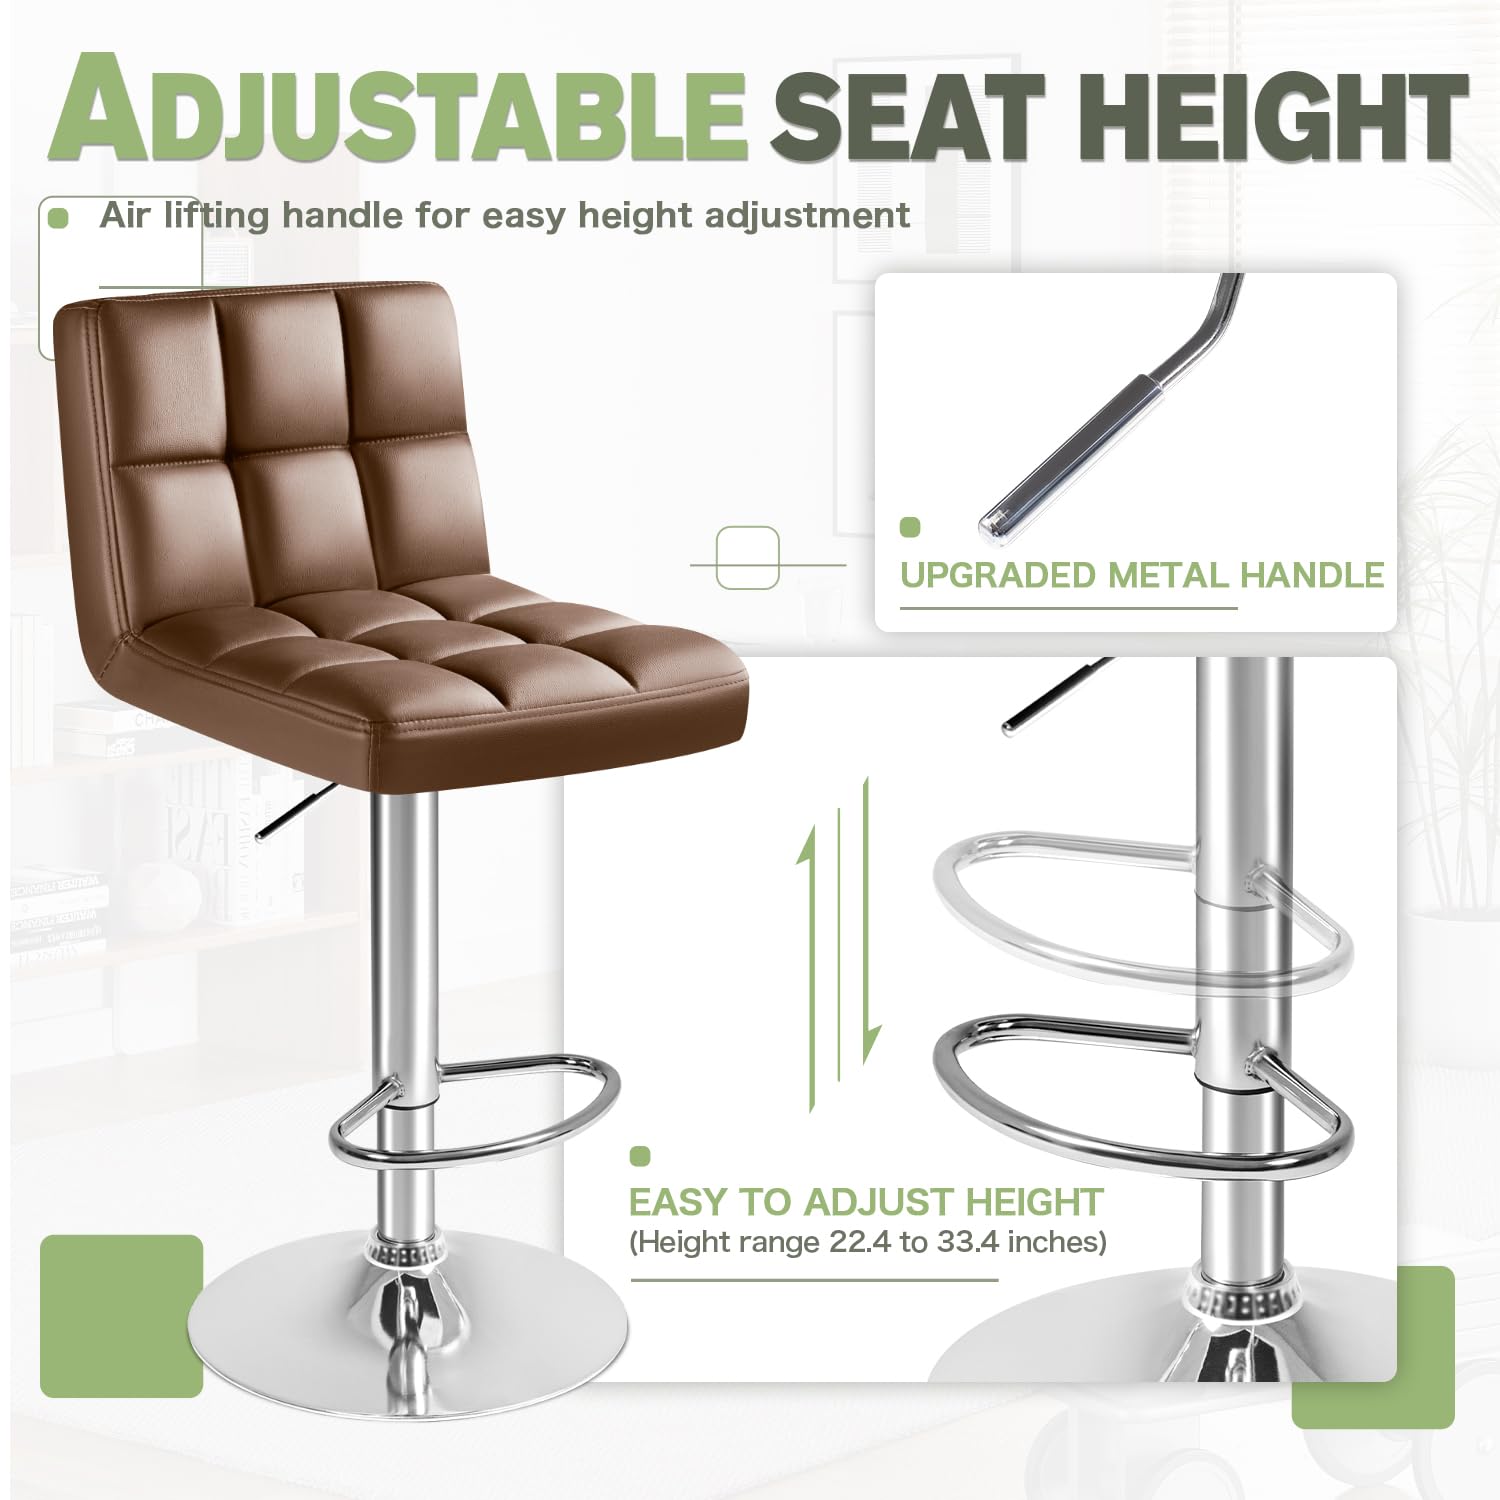 ADJUSTABLE SEAT HEIGHT
Air lifting handle for easy height adjustment
UPGRADED METAL HANDLE
EASY TO ADJUST HEIGHT
(Height range 22.4 to 33.4 inches)